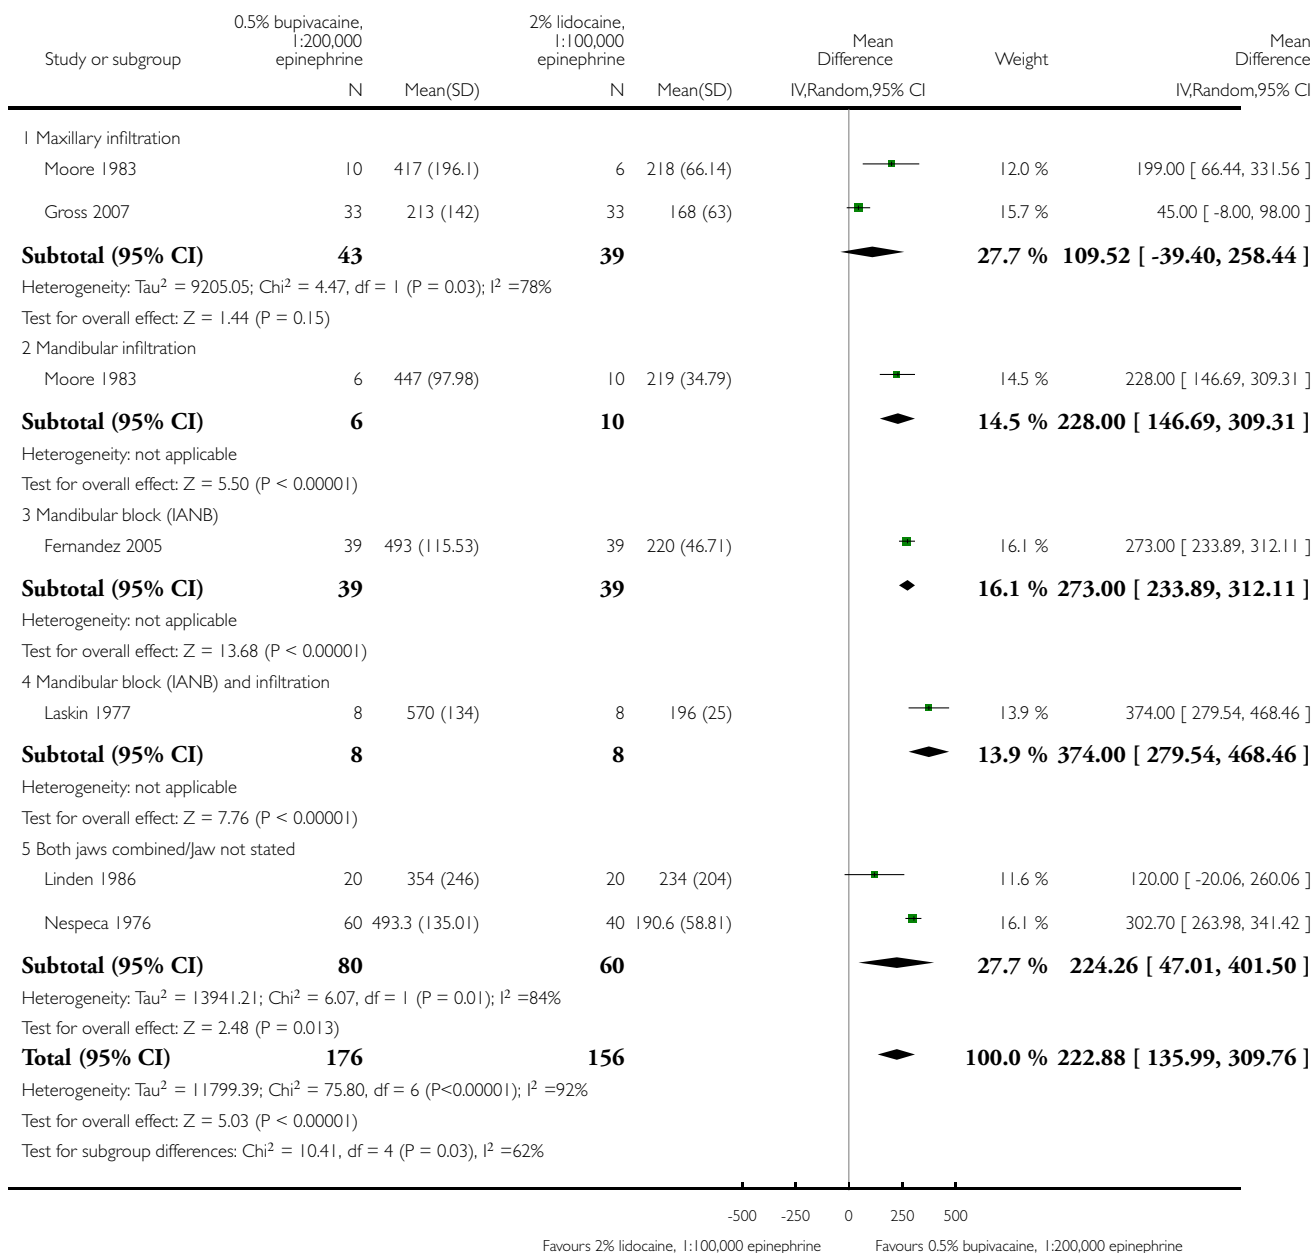 0.5% bupivacaine, 2% lidocaine,
1:200,000 1:100,000 Mean Mean
Study or subgroup epinephrine epinephrine Difference Weight Difference
N Mean(SD) N Mean(SD) IV,Random,95% CI IV,Random,95% CI
1 Maxillary infiltration
Moore 1983 10 417 (196.1) 6 218 (66.14) 12.0 % 199.00 [ 66.44, 331.56 ]
Gross 2007 33 213 (142) 33 168 (63) 15.7 % 45.00 [ -8.00, 98.00 ]
Subtotal (95% CI) 43 39 27.7 % 109.52 [ -39.40, 258.44 ]
Heterogeneity: Tau² = 9205.05; Chi² = 4.47, df = 1 (P = 0.03); I² =78%
Test for overall effect: Z = 1.44 (P = 0.15)
2 Mandibular infiltration
Moore 1983 6 447 (97.98) 10 219 (34.79) 14.5 % 228.00 [ 146.69, 309.31 ]
Subtotal (95% CI) 6 10 14.5 % 228.00 [ 146.69, 309.31 ]
Heterogeneity: not applicable
Test for overall effect: Z = 5.50 (P < 0.00001)
3 Mandibular block (IANB)
Fernandez 2005 39 493 (115.53) 39 220 (46.71) 16.1 % 273.00 [ 233.89, 312.11 ]
Subtotal (95% CI) 39 39 16.1 % 273.00 [ 233.89, 312.11 ]
Heterogeneity: not applicable
Test for overall effect: Z = 13.68 (P < 0.00001)
4 Mandibular block (IANB) and infiltration
Laskin 1977 8 570 (134) 8 196 (25) 13.9 % 374.00 [ 279.54, 468.46 ]
Subtotal (95% CI) 8 8 13.9 % 374.00 [ 279.54, 468.46 ]
Heterogeneity: not applicable
Test for overall effect: Z = 7.76 (P < 0.00001)
5 Both jaws combined/Jaw not stated
Linden 1986 20 354 (246) 20 234 (204) 11.6 % 120.00 [ -20.06, 260.06 ]
Nespeca 1976 60 493.3 (135.01) 40 190.6 (58.81) 16.1 % 302.70 [ 263.98, 341.42 ]
Subtotal (95% CI) 80 60 27.7 % 224.26 [ 47.01, 401.50 ]
Heterogeneity: Tau² = 13941.21; Chi² = 6.07, df = 1 (P = 0.01); I² =84%
Test for overall effect: Z = 2.48 (P = 0.013)
Total (95% CI) 176 156 100.0 % 222.88 [ 135.99, 309.76 ]
Heterogeneity: Tau² = 11799.39; Chi² = 75.80, df = 6 (P<0.00001); I² =92%
Test for overall effect: Z = 5.03 (P < 0.00001)
Test for subgroup differences: Chi² = 10.41, df = 4 (P = 0.03), I² =62%
-500 -250 0 250 500
Favours 2% lidocaine, 1:100,000 epinephrine Favours 0.5% bupivacaine, 1:200,000 epinephrine